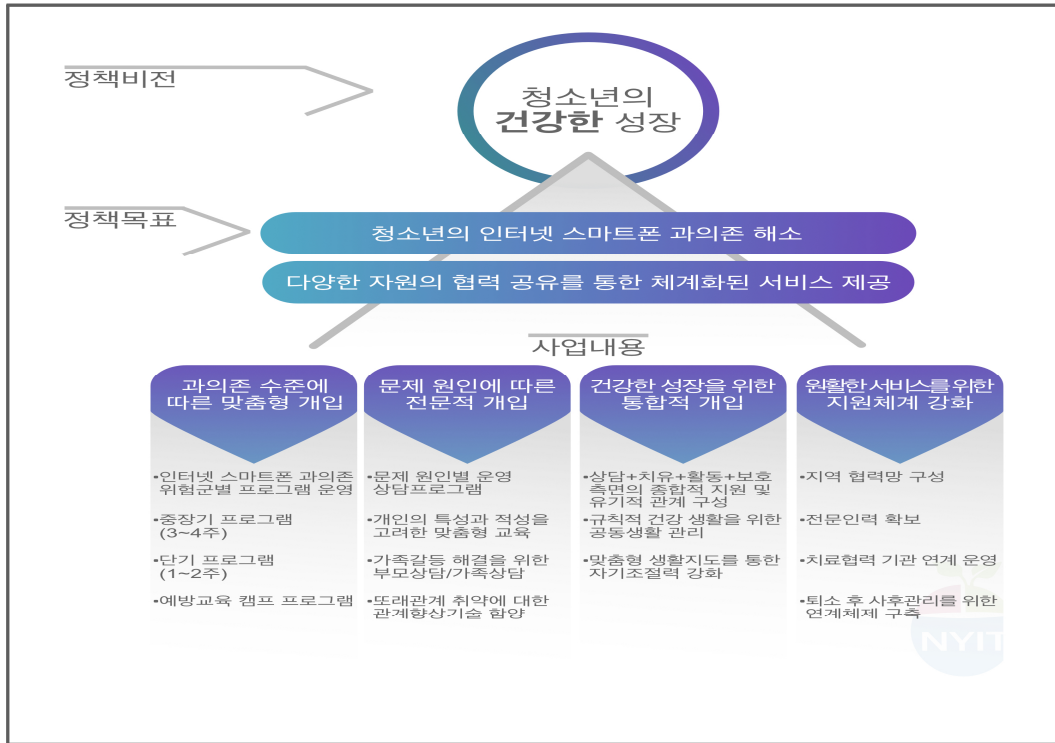 정책비전
청소년의
건강한 성장
정책목표
청소년의 인터넷 스마트폰 과의존 해소
다양한 자원의 협력 공유를 통한 체계화된 서비스 제공
사업내용
과의존 수준에
따른 맞춤형 개입
•인터넷 스마트폰 과의존
위험군별 프로그램 운영
•중장기 프로그램
(3~4주)
•단기 프로그램
(1~2주)
•예방교육 캠프 프로그램
문제 원인에 따른
전문적 개입
•문제 원인별 운영
상담프로그램
•개인의 특성과 적성을
고려한 맞춤형 교육
•가족갈등 해결을 위한
부모상담/가족상담
•또래관계 취약에 대한
관계향상기술 함양
건강한 성장을 위한
통합적 개입
•상담+치유+활동+보호
측면의 종합적 지원 및
유기적 관계 구성
•규칙적 건강 생활을 위한
공동생활 관리
•맞춤형 생활지도를 통한
자기조절력 강화
원활한 서비스를 위한
지원체계 강화
•지역 협력망 구성
•전문인력 확보
•치료협력 기관 연계 운영
•퇴소 후 사후관리를 위한
연계체제 구축
NYIT